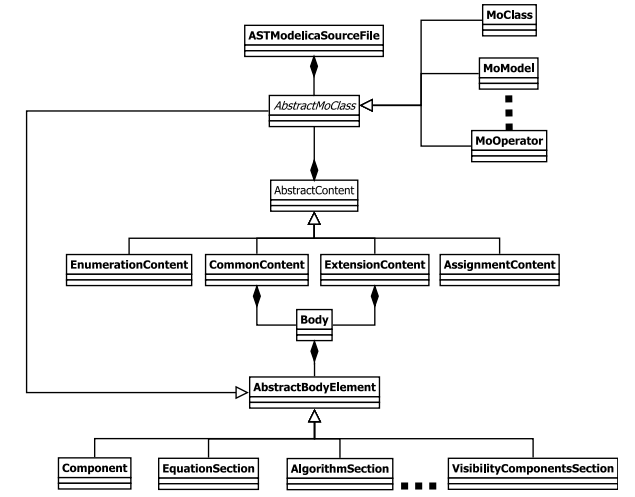 MoClass
ASTModelicaSourceFile
MoModel
AbstractMoClass
MoOperator
AbstractContent
EnumerationContent
CommonContent
ExtensionContent
AssignmentContent
Body
AbstractBodyElement
Component
EquationSection
AlgorithmSection
VisibilityComponentsSection